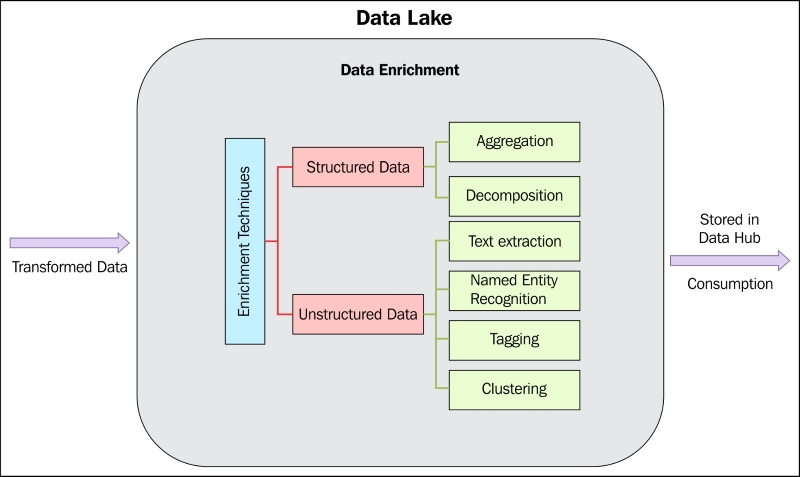 Data Lake
Data Enrichment
Transformed Data
Enrichment Techniques
Structured Data
Aggregation
Decomposition
Unstructured Data
Text extraction
Named Entity
Recognition
Tagging
Clustering
Stored in
Data Hub
Consumption